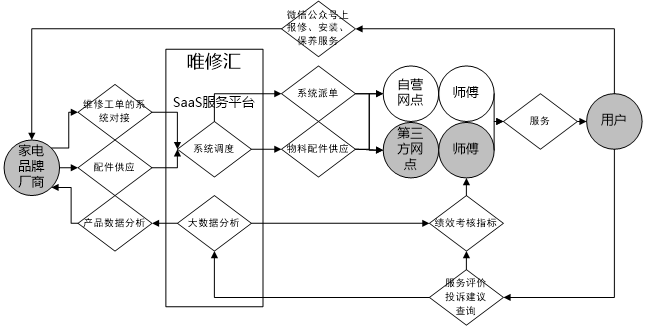 微信公众号上
报修、安装、
保养服务
唯修汇
SaaS服务平台
维修工单的系
统对接
系统派单
自营
网点
师傅
家电
品牌
厂商
配件供应
系统调度
物料配件供应
第三
方网
点
师傅
服务
用户
产品数据分析
大数据分析
绩效考核指标
服务评价
投诉建议
查询